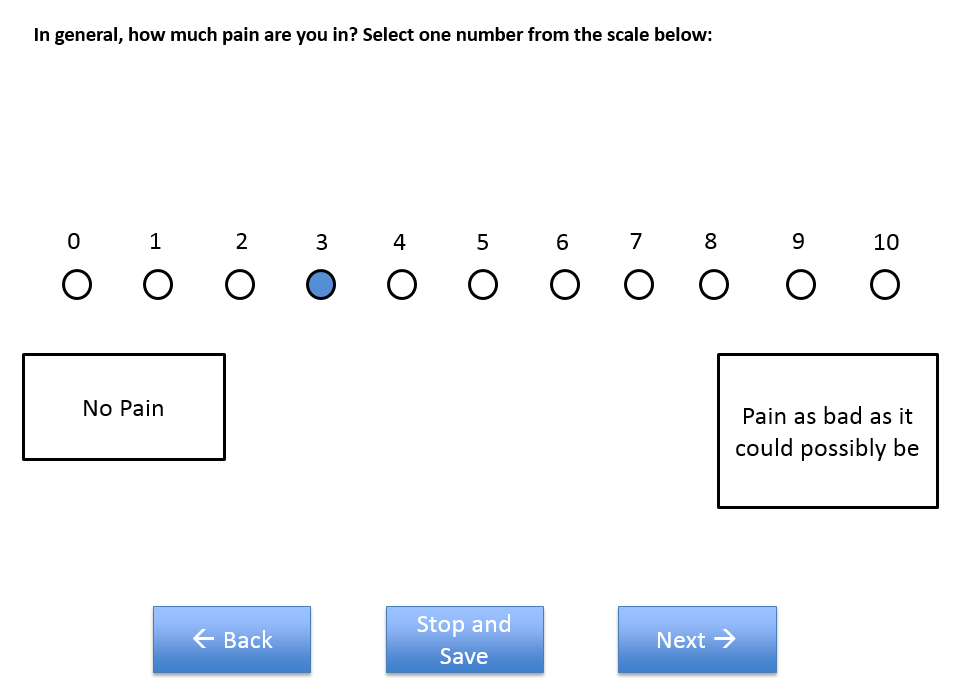 In general, how much pain are you in? Select one number from the scale below:
0 1 2 3 4 5 6 7 8 9 10
No Pain
Pain as bad as it
could possibly be
← Back
Stop and
Save
Next →